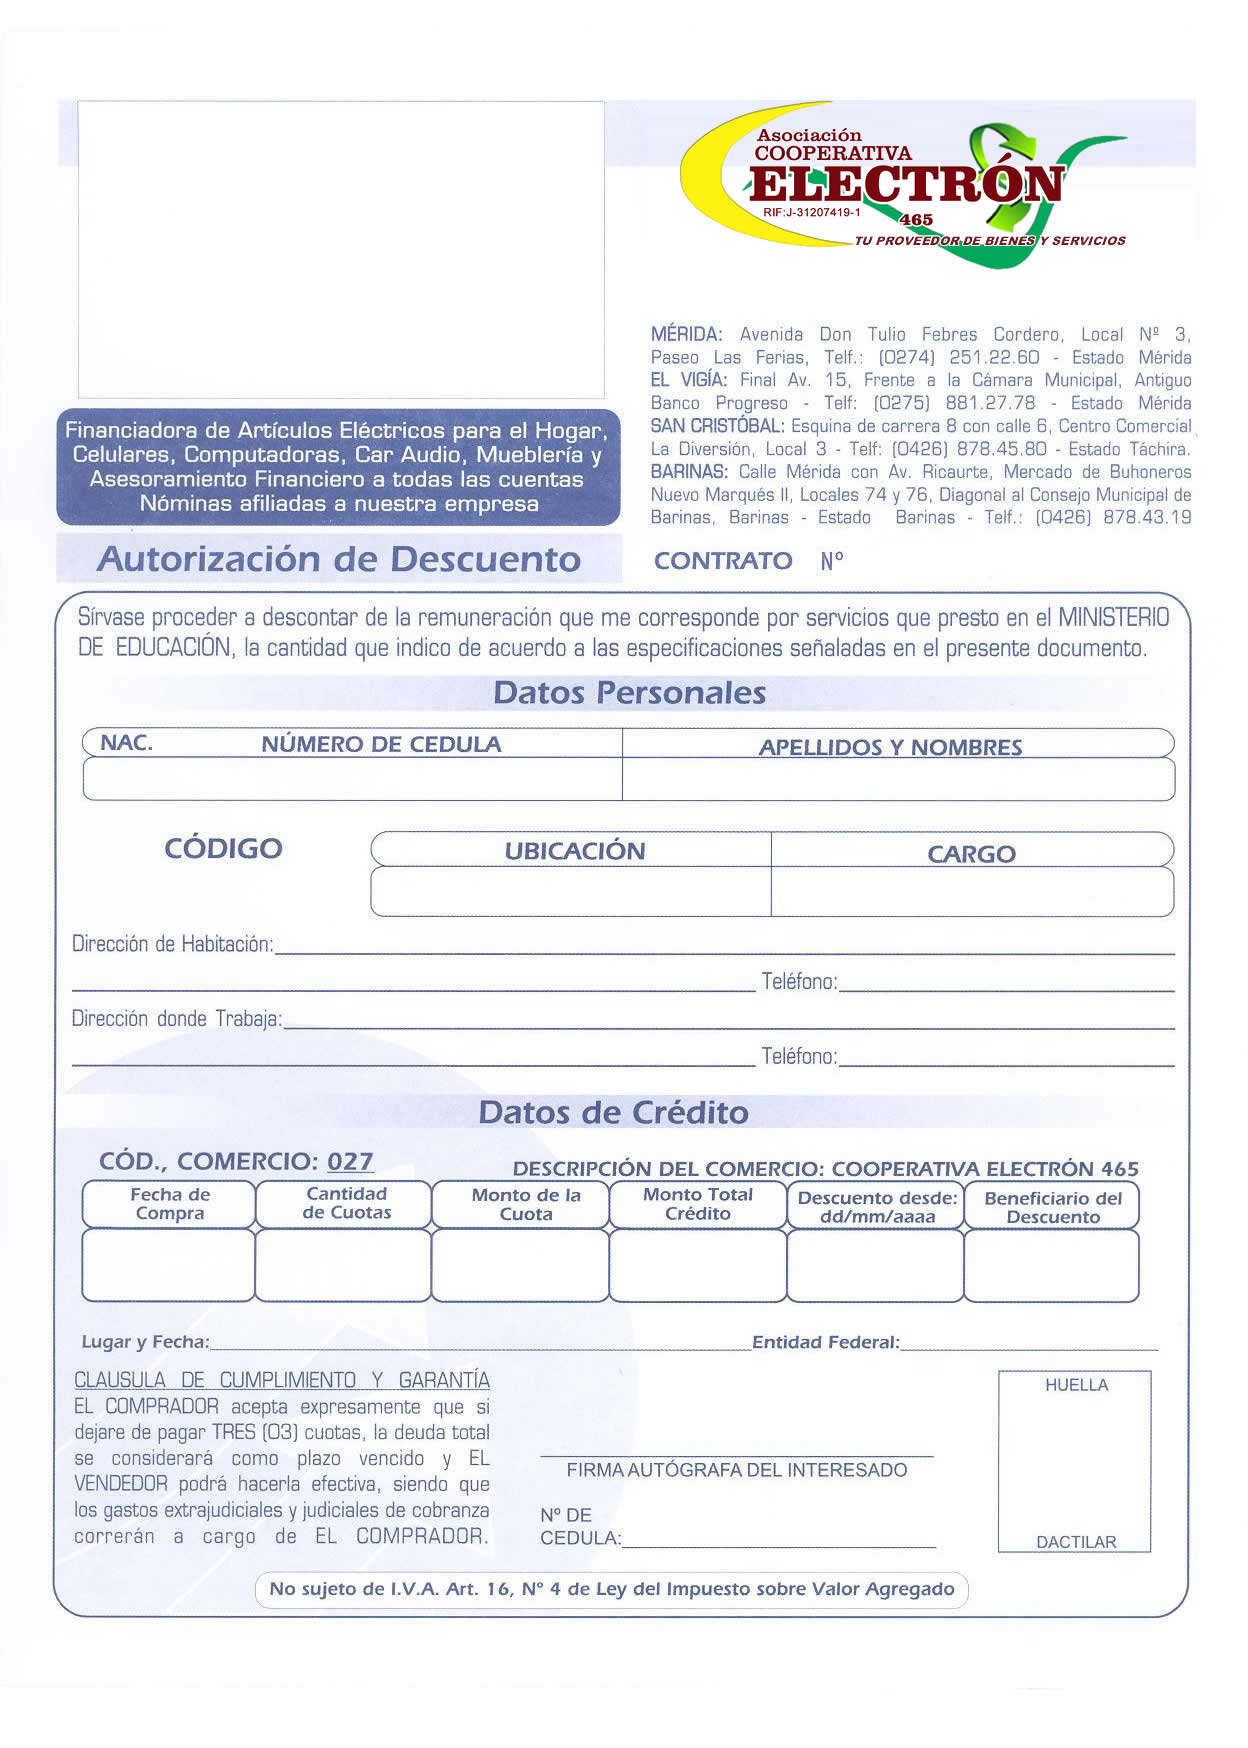 Asociación
COOPERATIVA
ELECTRÓN
RIF:J-31207419-1
465
TU PROVEEDOR DE BIENES Y SERVICIOS
MÉRIDA: Avenida Don Tulio Febres Cordero, Local Nº 3,
Paseo Las Ferias, Telf.: (0274) 251.22.60 - Estado Mérida
EL VIGÍA: Final Av. 15, Frente a la Cámara Municipal, Antiguo
Banco Progreso - Telf: (0275) 881.27.78 - Estado Mérida
SAN CRISTÓBAL: Esquina de carrera 8 con calle 6, Centro Comercial
La Diversión, Local 3 - Telf: (0426) 878.45.80 - Estado Táchira.
BARINAS: Calle Mérida con Av. Ricaurte, Mercado de Buhoneros
Nuevo Marqués II, Locales 74 y 76, Diagonal al Consejo Municipal de
Barinas, Barinas - Estado Barinas - Telf.: (0426) 878.43.19
Financiadora de Artículos Eléctricos para el Hogar,
Celulares, Computadoras, Car Audio, Mueblería y
Asesoramiento Financiero a todas las cuentas
Nóminas afiliadas a nuestra empresa
Autorización de Descuento
CONTRATO Nº
Sírvase proceder a descontar de la remuneración que me corresponde por servicios que presto en el MINISTERIO
DE EDUCACIÓN, la cantidad que indico de acuerdo a las especificaciones señaladas en el presente documento.
Datos Personales
NAC. NÚMERO DE CEDULA APELLIDOS Y NOMBRES
CÓDIGO UBICACIÓN CARGO
Dirección de Habitación:
Teléfono:
Dirección donde Trabaja:
Teléfono:
Datos de Crédito
CÓD., COMERCIO: 027 DESCRIPCIÓN DEL COMERCIO: COOPERATIVA ELECTRÓN 465
Fecha de Cantidad Monto de la Monto Total Descuento desde: Beneficiario del
Compra de Cuotas Cuota Crédito dd/mm/aaaa Descuento
Lugar y Fecha: Entidad Federal:
CLAUSULA DE CUMPLIMIENTO Y GARANTÍA
EL COMPRADOR acepta expresamente que si
dejare de pagar TRES (03) cuotas, la deuda total
se considerará como plazo vencido y EL
VENDEDOR podrá hacerla efectiva, siendo que
los gastos extrajudiciales y judiciales de cobranza
correrán a cargo de EL COMPRADOR.
FIRMA AUTÓGRAFA DEL INTERESADO
Nº DE
CEDULA:
HUELLA
DACTILAR
No sujeto de I.V.A. Art. 16, Nº 4 de Ley del Impuesto sobre Valor Agregado